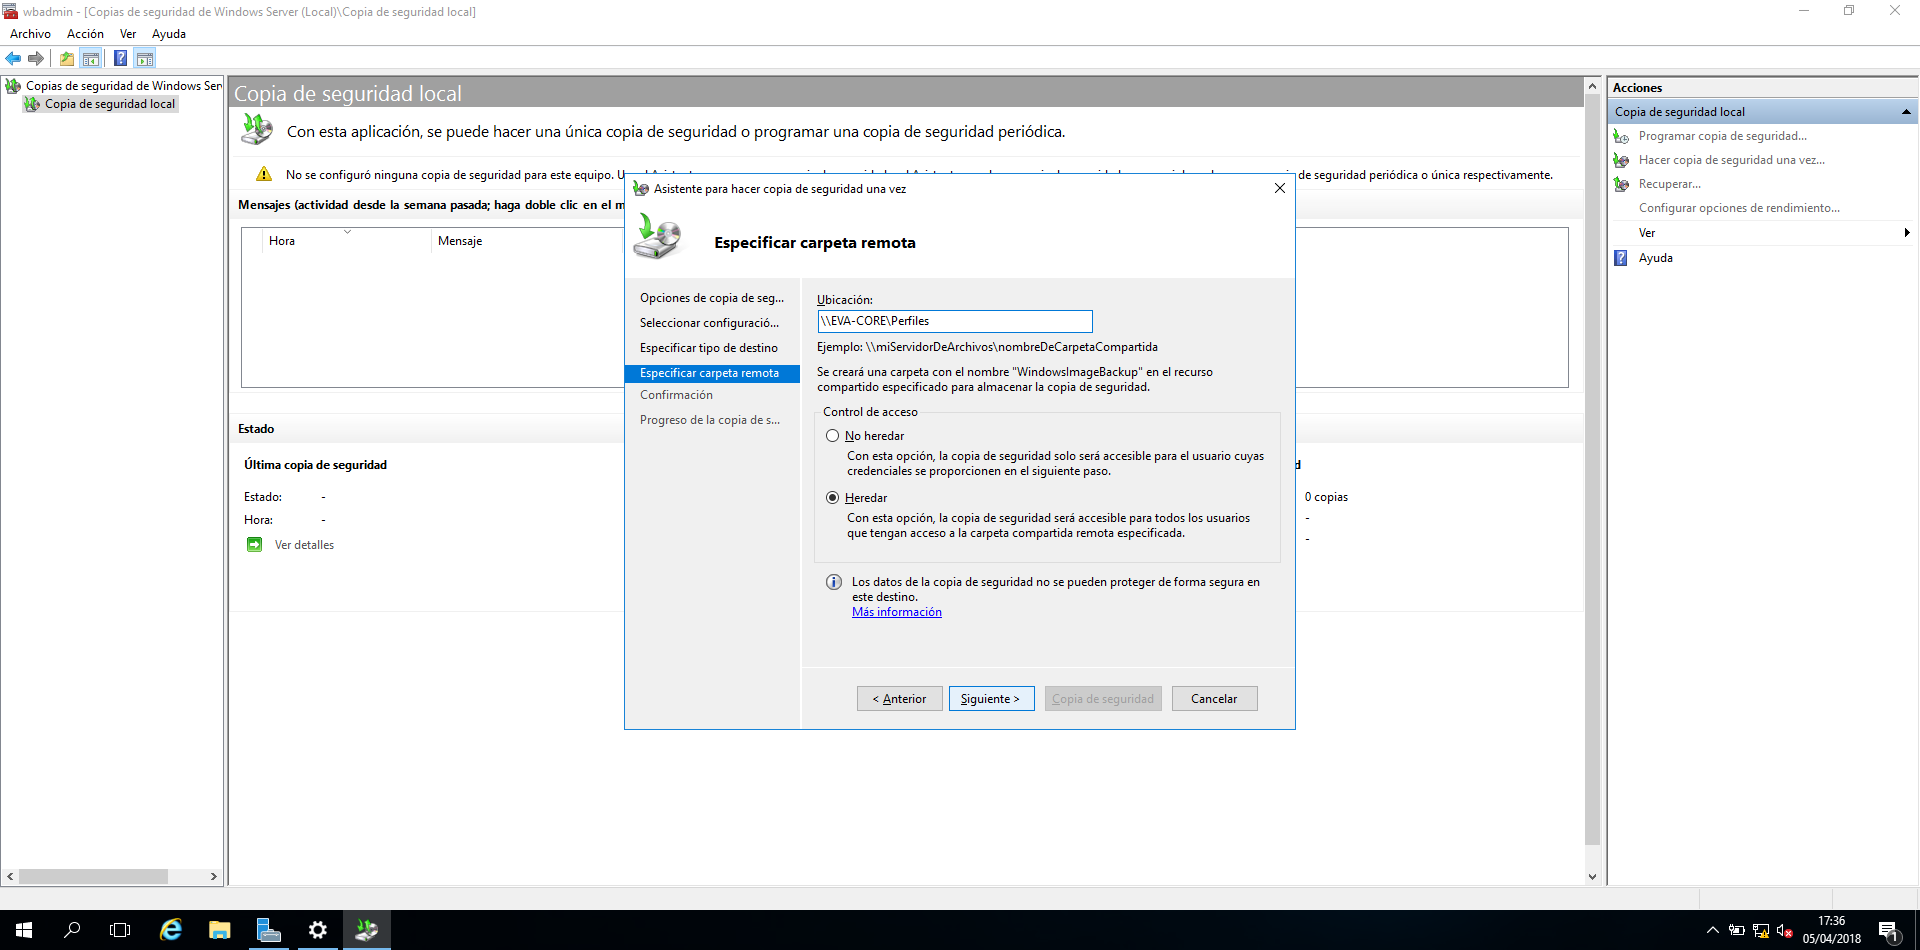 wbadmin - [Copias de seguridad de Windows Server (Local)\Copia de seguridad local]
Archivo Acción Ver Ayuda
Copias de seguridad de Windows Ser
Copia de seguridad local
Copia de seguridad local
Con esta aplicación, se puede hacer una única copia de seguridad o programar una copia de seguridad periódica.
No se configuró ninguna copia de seguridad para este equipo. U
de seguridad periódica o única respectivamente.
Mensajes (actividad desde la semana pasada; haga doble clic en el m
Hora Mensaje
Estado
Última copia de seguridad
Estado: -
Hora: -
Ver detalles
d
0 copias
-
-
Asistente para hacer copia de seguridad una vez
Especificar carpeta remota
Opciones de copia de seg...
Seleccionar configuració...
Especificar tipo de destino
Especificar carpeta remota
Confirmación
Progreso de la copia de s...
Ubicación:
\\EVA-CORE\Perfiles
Ejemplo: \\miServidorDeArchivos\nombreDeCarpetaCompartida
Se creará una carpeta con el nombre "WindowsImageBackup" en el recurso
compartido especificado para almacenar la copia de seguridad.
Control de acceso
No heredar
Con esta opción, la copia de seguridad solo será accesible para el usuario cuyas
credenciales se proporcionen en el siguiente paso.
Heredar
Con esta opción, la copia de seguridad será accesible para todos los usuarios
que tengan acceso a la carpeta compartida remota especificada.
Los datos de la copia de seguridad no se pueden proteger de forma segura en
este destino.
Más información
< Anterior Siguiente > Copia de seguridad Cancelar
Acciones
Copia de seguridad local
Programar copia de seguridad...
Hacer copia de seguridad una vez...
Recuperar...
Configurar opciones de rendimiento...
Ver
Ayuda
17:36
05/04/2018
1